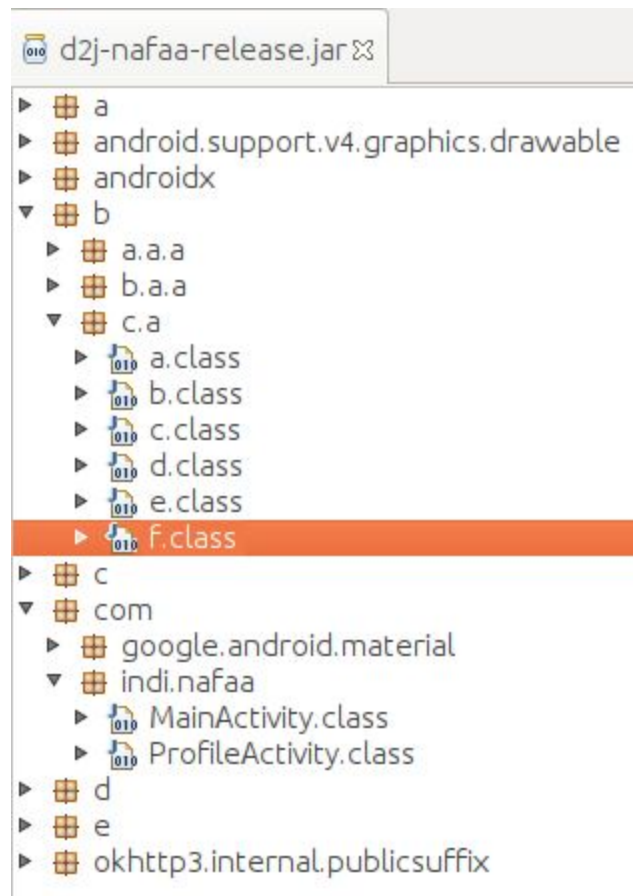 d2j-nafaa-release.jar
a
android.support.v4.graphics.drawable
androidx
b
a.a.a
b.a.a
c.a
a.class
b.class
c.class
d.class
e.class
f.class
c
com
google.android.material
indi.nafaa
MainActivity.class
ProfileActivity.class
d
e
okhttp3.internal.publicsuffix